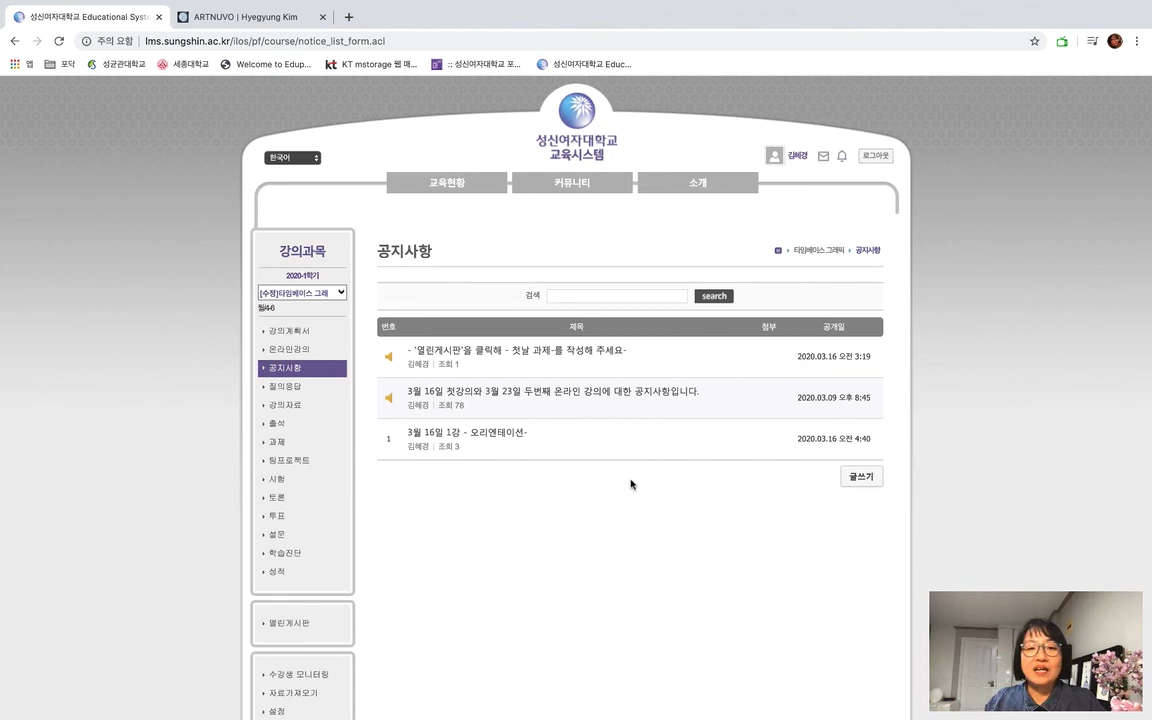 성신여자대학교 Educational Syste
ARTNUVO | Hyegyung Kim
주의 요함 | lms.sungshin.ac.kr/ilos/pf/course/notice_list_form.acl
앱
포닥
성균관대학교
세종대학교
Welcome to Edup...
kt KT mstorage 웹 매...
:: 성신여자대학교 포...
성신여자대학교 Educ...
성신여자대학교
교육시스템
한국어
김혜경
로그아웃
교육현황
커뮤니티
소개
강의과목
2020-1학기
[수정]타임베이스 그래
월4-6
강의계획서
온라인강의
공지사항
질의응답
강의자료
출석
과제
팀프로젝트
시험
토론
투표
설문
학습진단
성적
열린게시판
수강생 모니터링
자료가져오기
설정
공지사항
타임베이스 그래픽 › 공지사항
검색
search
번호 제목 첨부 공개일
- '열린게시판'을 클릭해 - 첫날 과제-를 작성해 주세요-
김혜경 | 조회 1
2020.03.16 오전 3:19
3월 16일 첫강의와 3월 23일 두번째 온라인 강의에 대한 공지사항입니다.
김혜경 | 조회 78
2020.03.09 오후 8:45
1
3월 16일 1강 - 오리엔테이션-
김혜경 | 조회 3
2020.03.16 오전 4:40
글쓰기